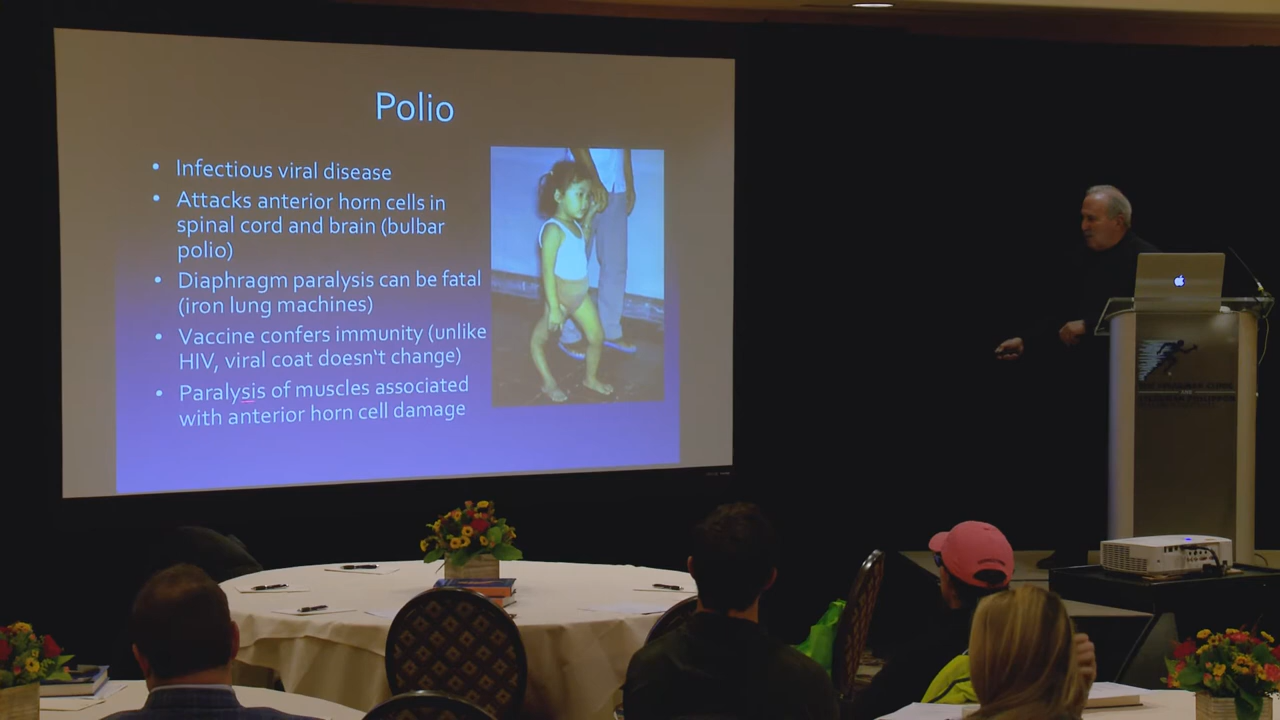 Polio
• Infectious viral disease
• Attacks anterior horn cells in
spinal cord and brain (bulbar
polio)
• Diaphragm paralysis can be fatal
(iron lung machines)
• Vaccine confers immunity (unlike
HIV, viral coat doesn't change)
• Paralysis of muscles associated
with anterior horn cell damage